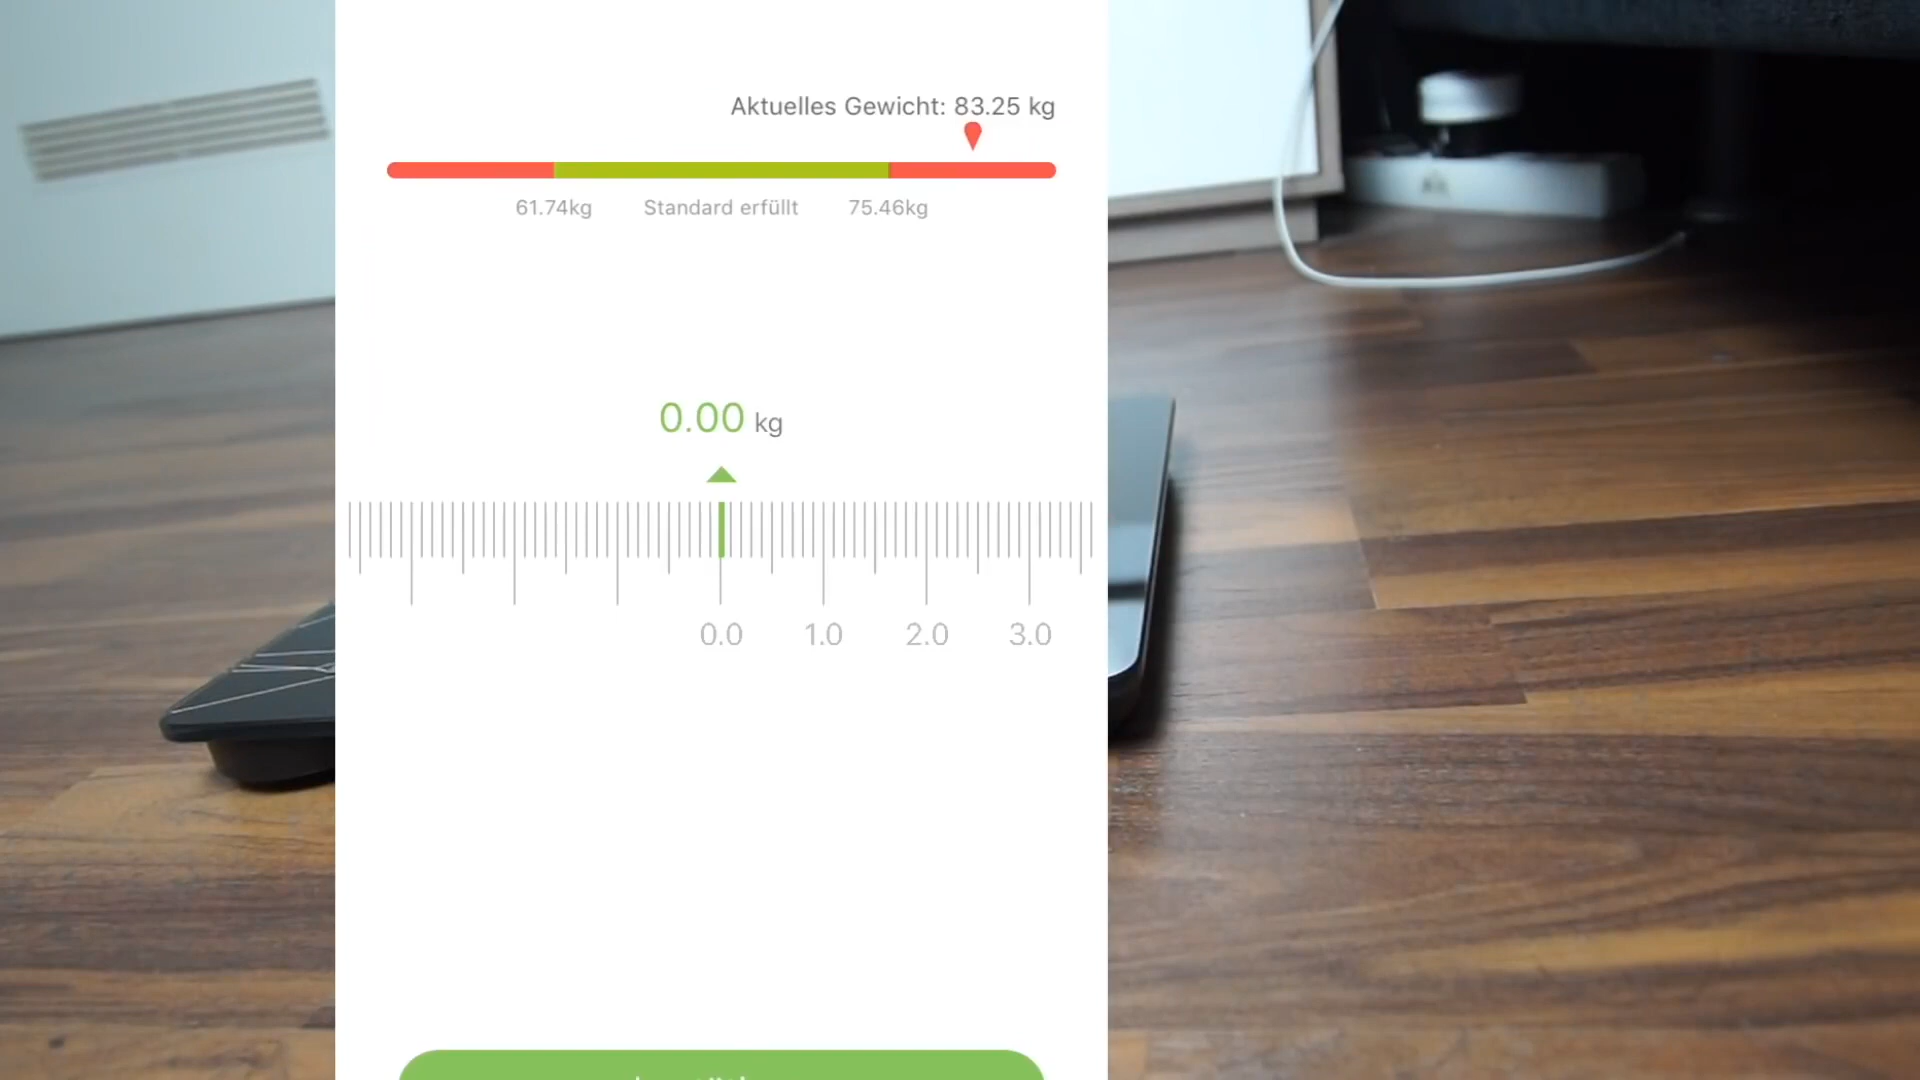 Aktuelles Gewicht: 83.25 kg
61.74kg Standard erfüllt 75.46kg
0.00 kg
0.0 1.0 2.0 3.0